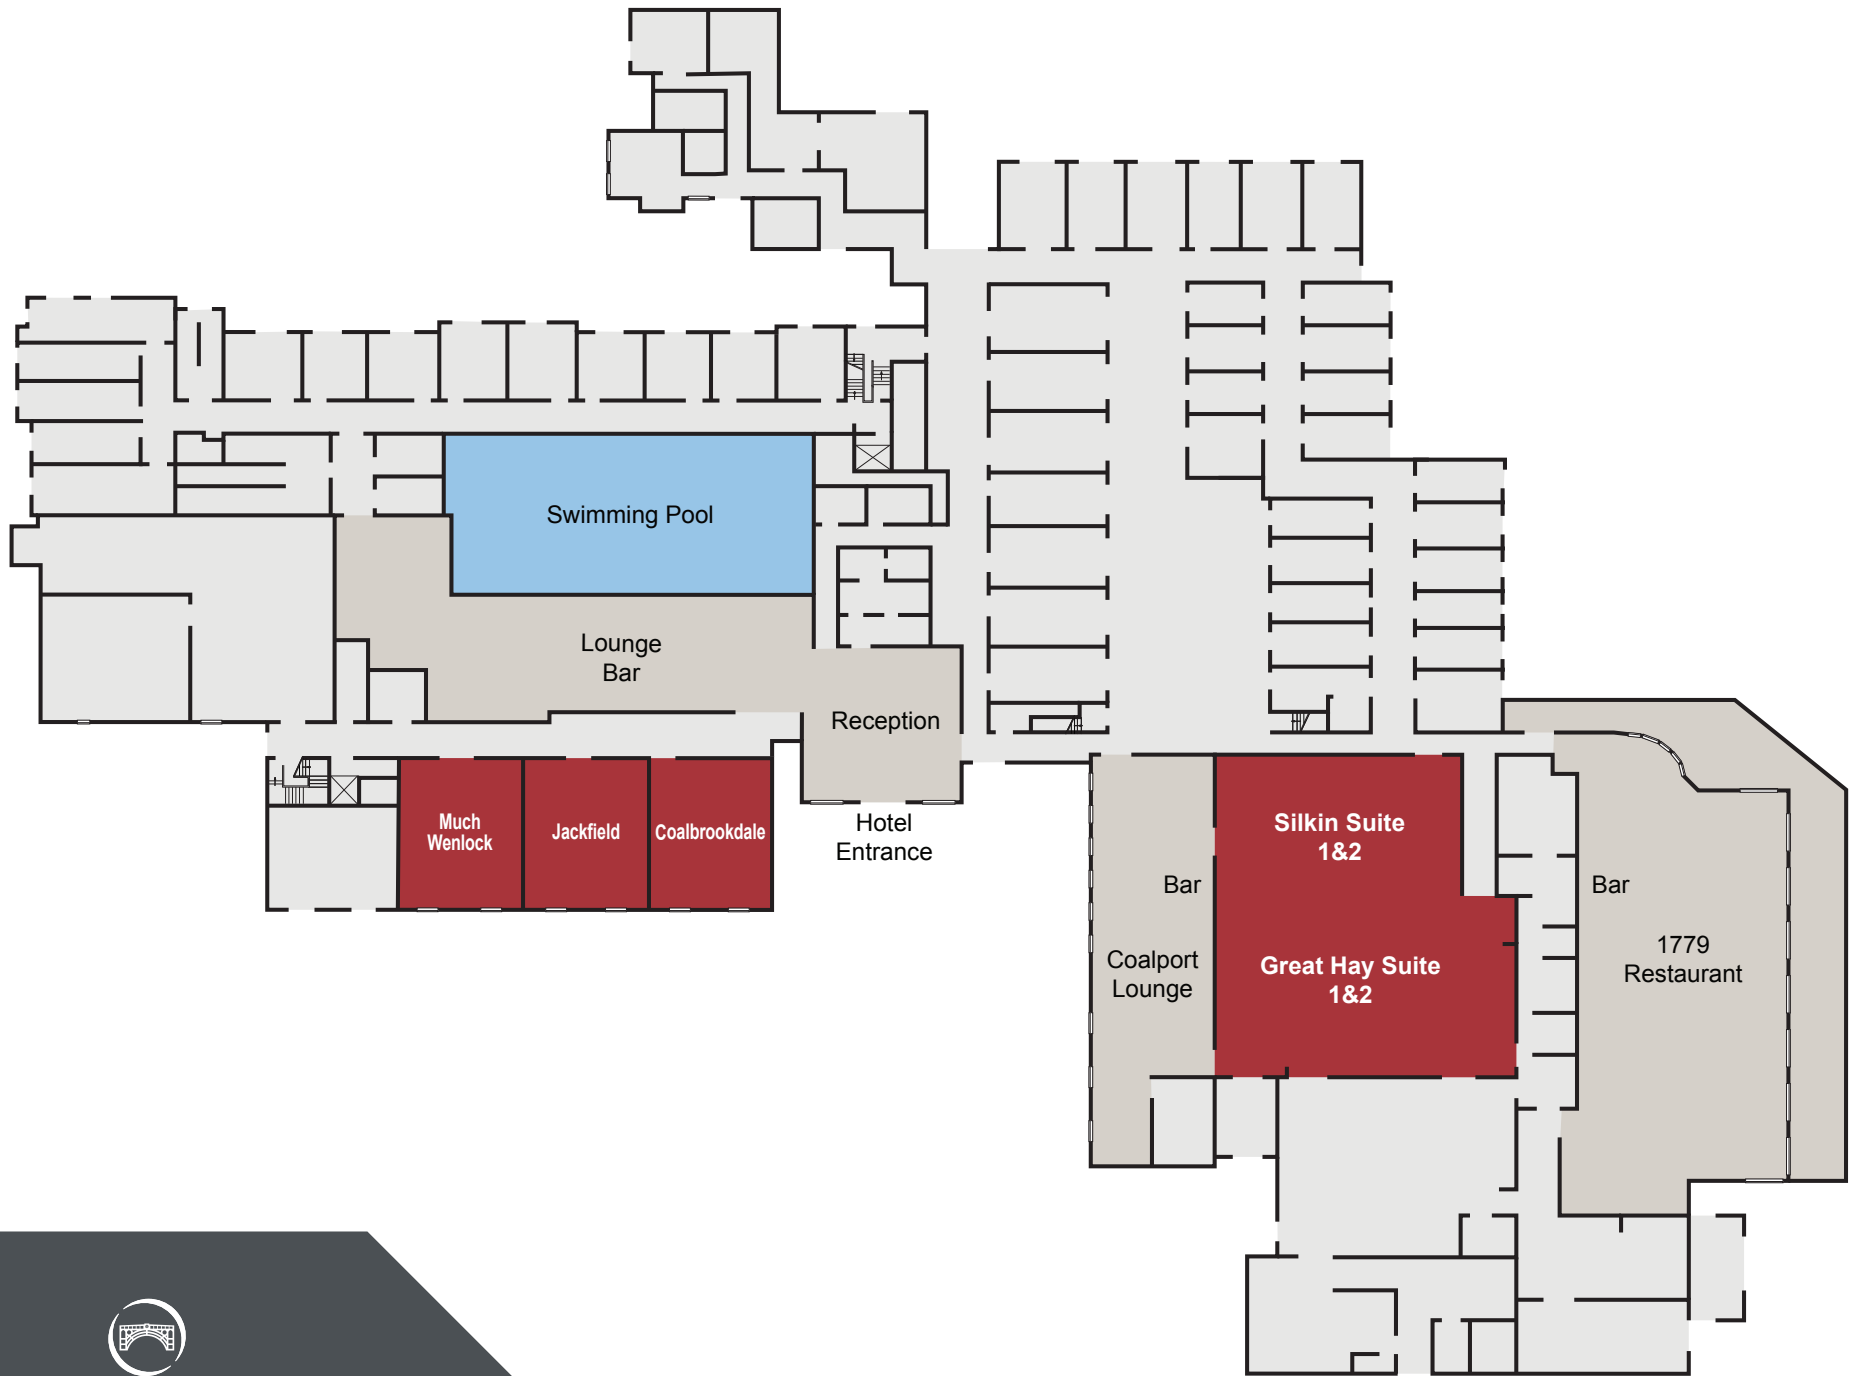 Swimming Pool
Lounge
Bar
Reception
Hotel
Entrance
Much
Wenlock
Jackfield
Coalbrookdale
Silkin Suite
1&2
Bar
Bar
Coalport
Lounge
Great Hay Suite
1&2
1779
Restaurant